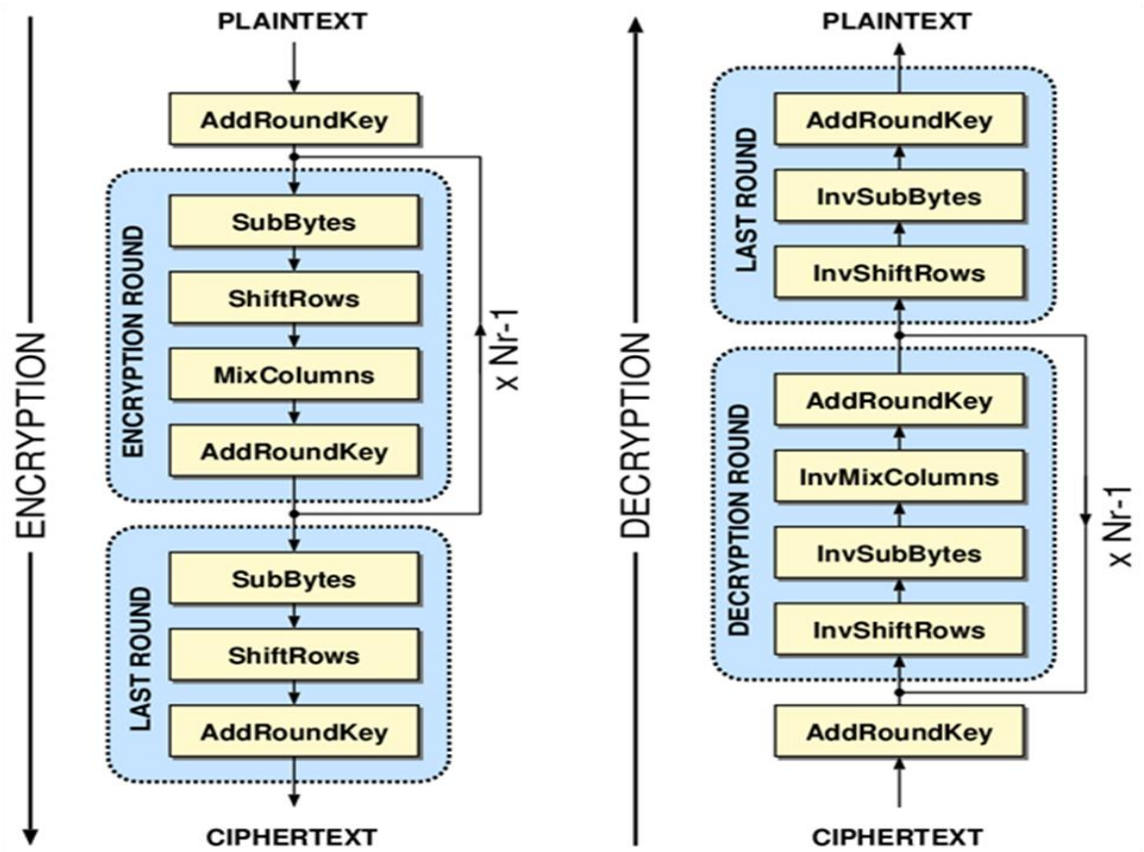 PLAINTEXT
AddRoundKey
ENCRYPTION ROUND
SubBytes
ShiftRows
MixColumns
AddRoundKey
x Nr-1
ENCRYPTION
LAST ROUND
SubBytes
ShiftRows
AddRoundKey
CIPHERTEXT
PLAINTEXT
LAST ROUND
AddRoundKey
InvSubBytes
InvShiftRows
DECRYPTION
DECRYPTION ROUND
AddRoundKey
InvMixColumns
InvSubBytes
InvShiftRows
x Nr-1
AddRoundKey
CIPHERTEXT